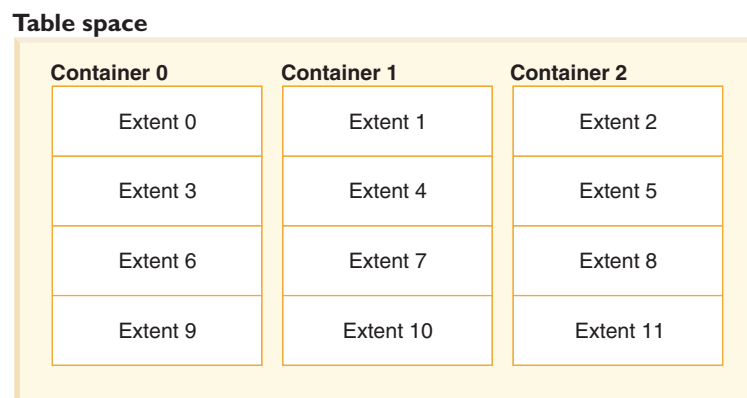 Table space
Container 0 Container 1 Container 2
Extent 0 Extent 1 Extent 2
Extent 3 Extent 4 Extent 5
Extent 6 Extent 7 Extent 8
Extent 9 Extent 10 Extent 11